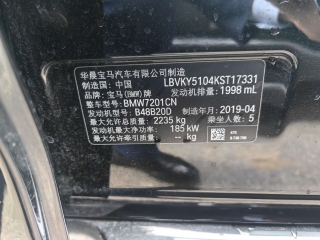 华晨宝马汽车有限公司制造
制造国：中国 LBVKY5104KST17331
品牌：宝马(BMW)牌 发动机排量：1998 mL
整车型号：BMW7201CN
发动机型号：B48B20D 制造年月：2019-04
最大允许总质量：2235 kg 乘坐人数：5
发动机最大净功率：185 kW
最大允许牵引质量：-- kg